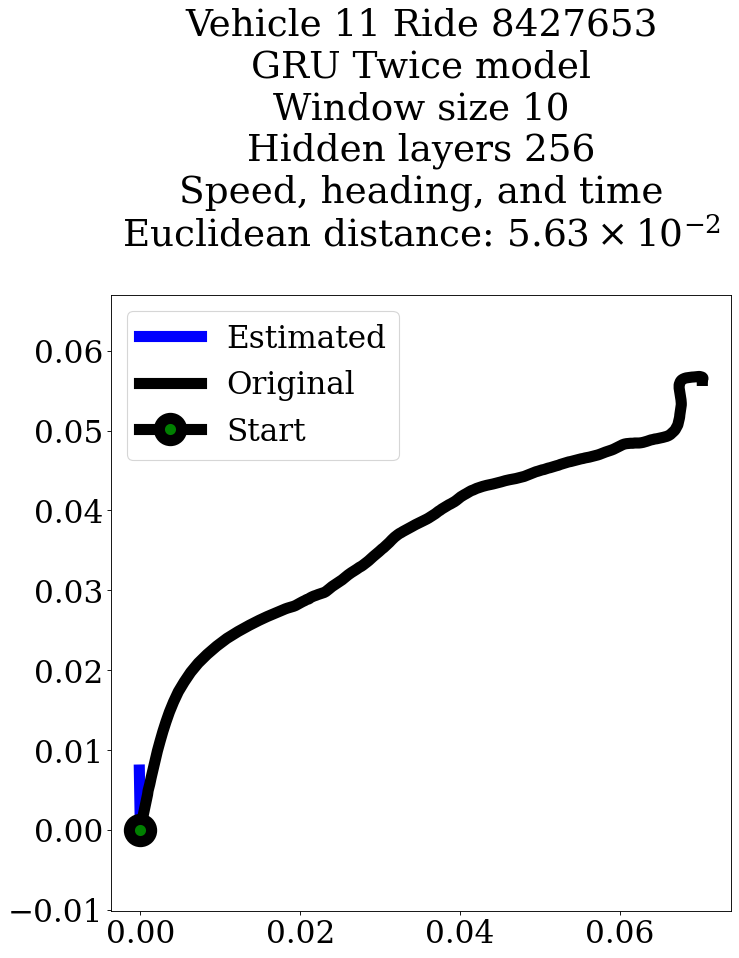 Vehicle 11 Ride 8427653
GRU Twice model
Window size 10
Hidden layers 256
Speed, heading, and time
Euclidean distance: 5.63 × 10⁻²
Estimated
Original
Start
0.06
0.05
0.04
0.03
0.02
0.01
0.00
−0.01
0.00 0.02 0.04 0.06